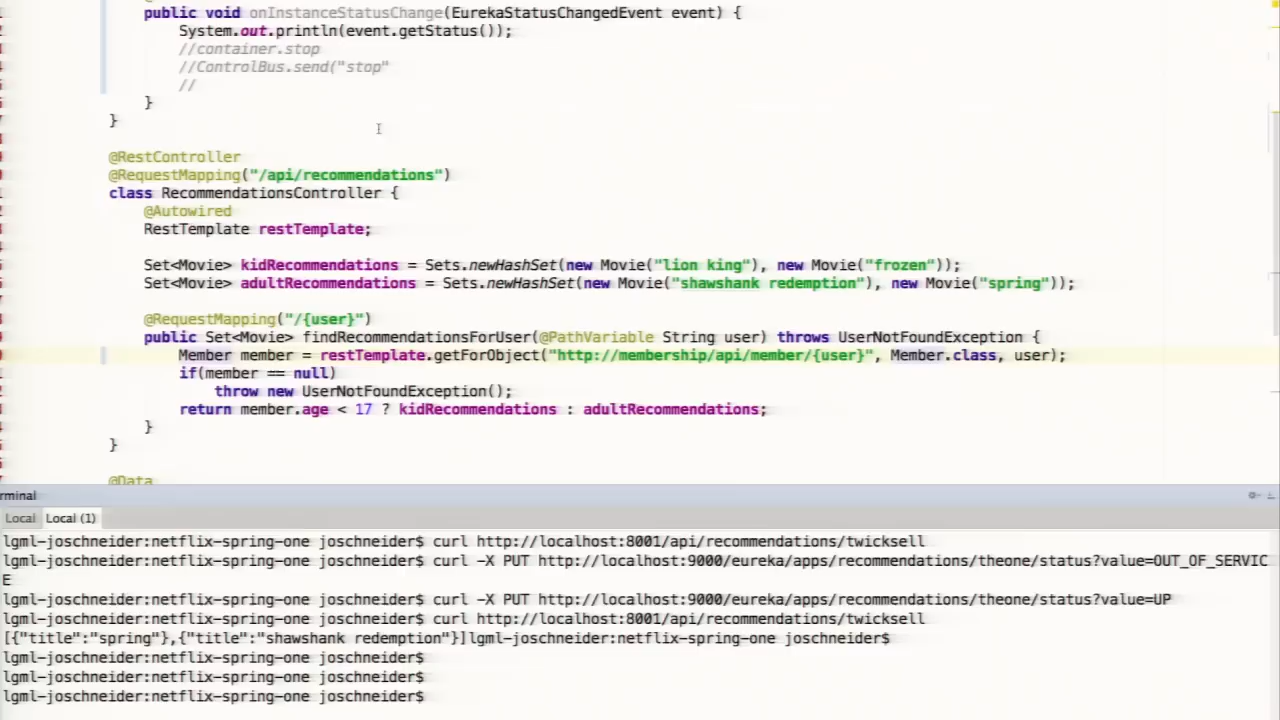 public void onInstanceStatusChange(EurekaStatusChangedEvent event) {
System.out.println(event.getStatus());
//container.stop
//ControlBus.send("stop"
//
}
}
@RestController
@RequestMapping("/api/recommendations")
class RecommendationsController {
@Autowired
RestTemplate restTemplate;
Set<Movie> kidRecommendations = Sets.newHashSet(new Movie("lion king"), new Movie("frozen"));
Set<Movie> adultRecommendations = Sets.newHashSet(new Movie("shawshank redemption"), new Movie("spring"));
@RequestMapping("/{user}")
public Set<Movie> findRecommendationsForUser(@PathVariable String user) throws UserNotFoundException {
Member member = restTemplate.getForObject("http://membership/api/member/{user}", Member.class, user);
if(member == null)
throw new UserNotFoundException();
return member.age < 17 ? kidRecommendations : adultRecommendations;
}
}
@Data
rminal
Local Local (1)
lgml-joschneider:netflix-spring-one joschneider$ curl http://localhost:8001/api/recommendations/twicksell
lgml-joschneider:netflix-spring-one joschneider$ curl -X PUT http://localhost:9000/eureka/apps/recommendations/theone/status?value=OUT_OF_SERVIC
E
lgml-joschneider:netflix-spring-one joschneider$ curl -X PUT http://localhost:9000/eureka/apps/recommendations/theone/status?value=UP
lgml-joschneider:netflix-spring-one joschneider$ curl http://localhost:8001/api/recommendations/twicksell
[{"title":"spring"},{"title":"shawshank redemption"}]lgml-joschneider:netflix-spring-one joschneider$
lgml-joschneider:netflix-spring-one joschneider$
lgml-joschneider:netflix-spring-one joschneider$
lgml-joschneider:netflix-spring-one joschneider$